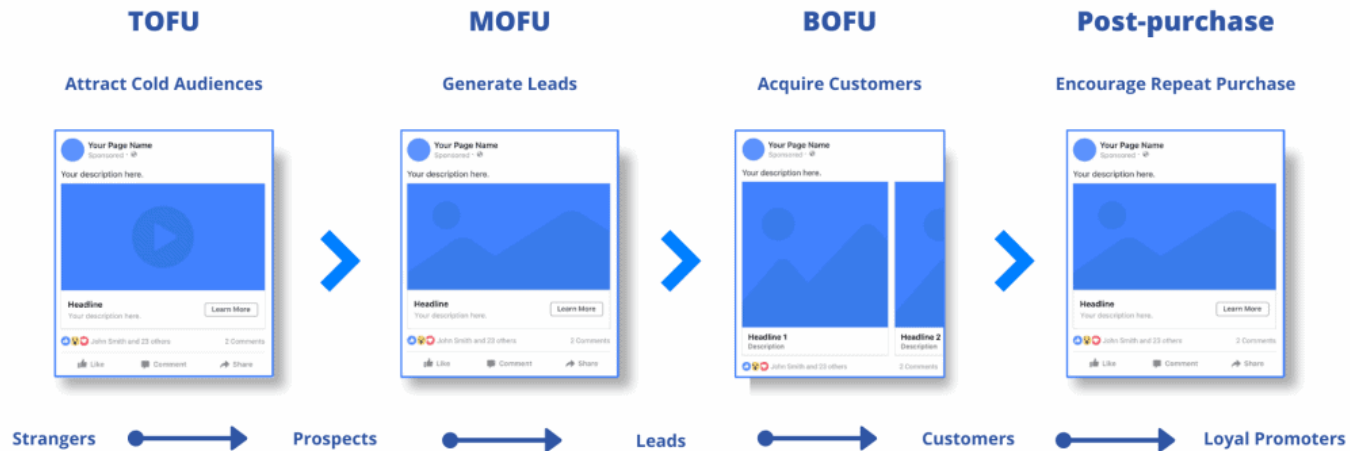 TOFU
MOFU
BOFU
Post-purchase
Attract Cold Audiences
Generate Leads
Acquire Customers
Encourage Repeat Purchase
Your Page Name
Sponsored ·
Your description here.
Headline
Your description here.
Learn More
John Smith and 23 others
2 Comments
Like
Comment
Share
Your Page Name
Sponsored ·
Your description here.
Headline
Your description here.
Learn More
John Smith and 23 others
2 Comments
Like
Comment
Share
Your Page Name
Sponsored ·
Your description here.
Headline 1
Description
Headline 2
Description
John Smith and 23 others
2 Comments
Your Page Name
Sponsored ·
Your description here.
Headline
Your description here.
Learn More
John Smith and 23 others
2 Comments
Like
Comment
Share
Strangers
Prospects
Leads
Customers
Loyal Promoters